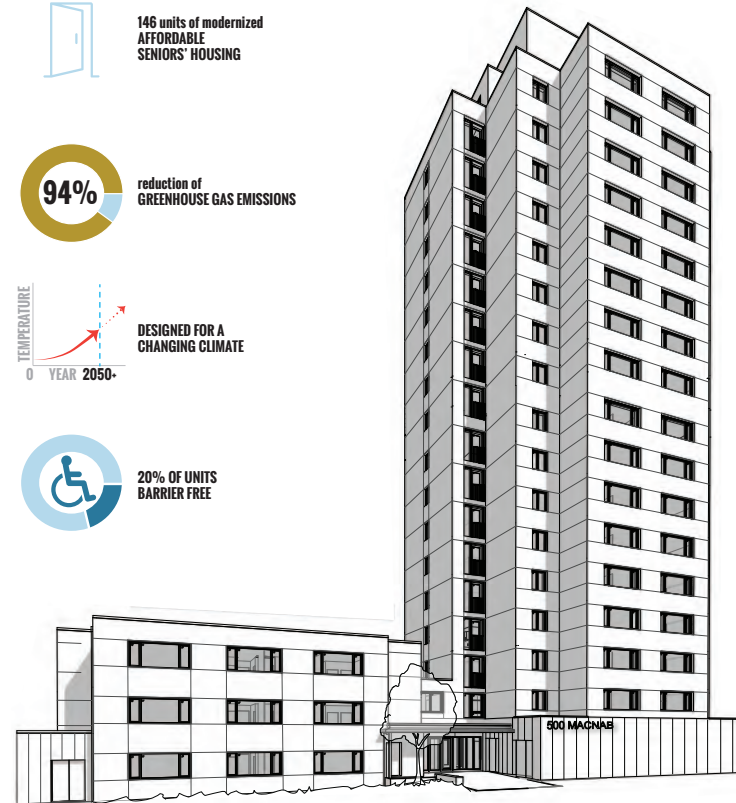 146 units of modernized
AFFORDABLE
SENIORS' HOUSING
94%
reduction of
GREENHOUSE GAS EMISSIONS
TEMPERATURE
0 YEAR 2050+
DESIGNED FOR A
CHANGING CLIMATE
20% OF UNITS
BARRIER FREE
500 MACNAB